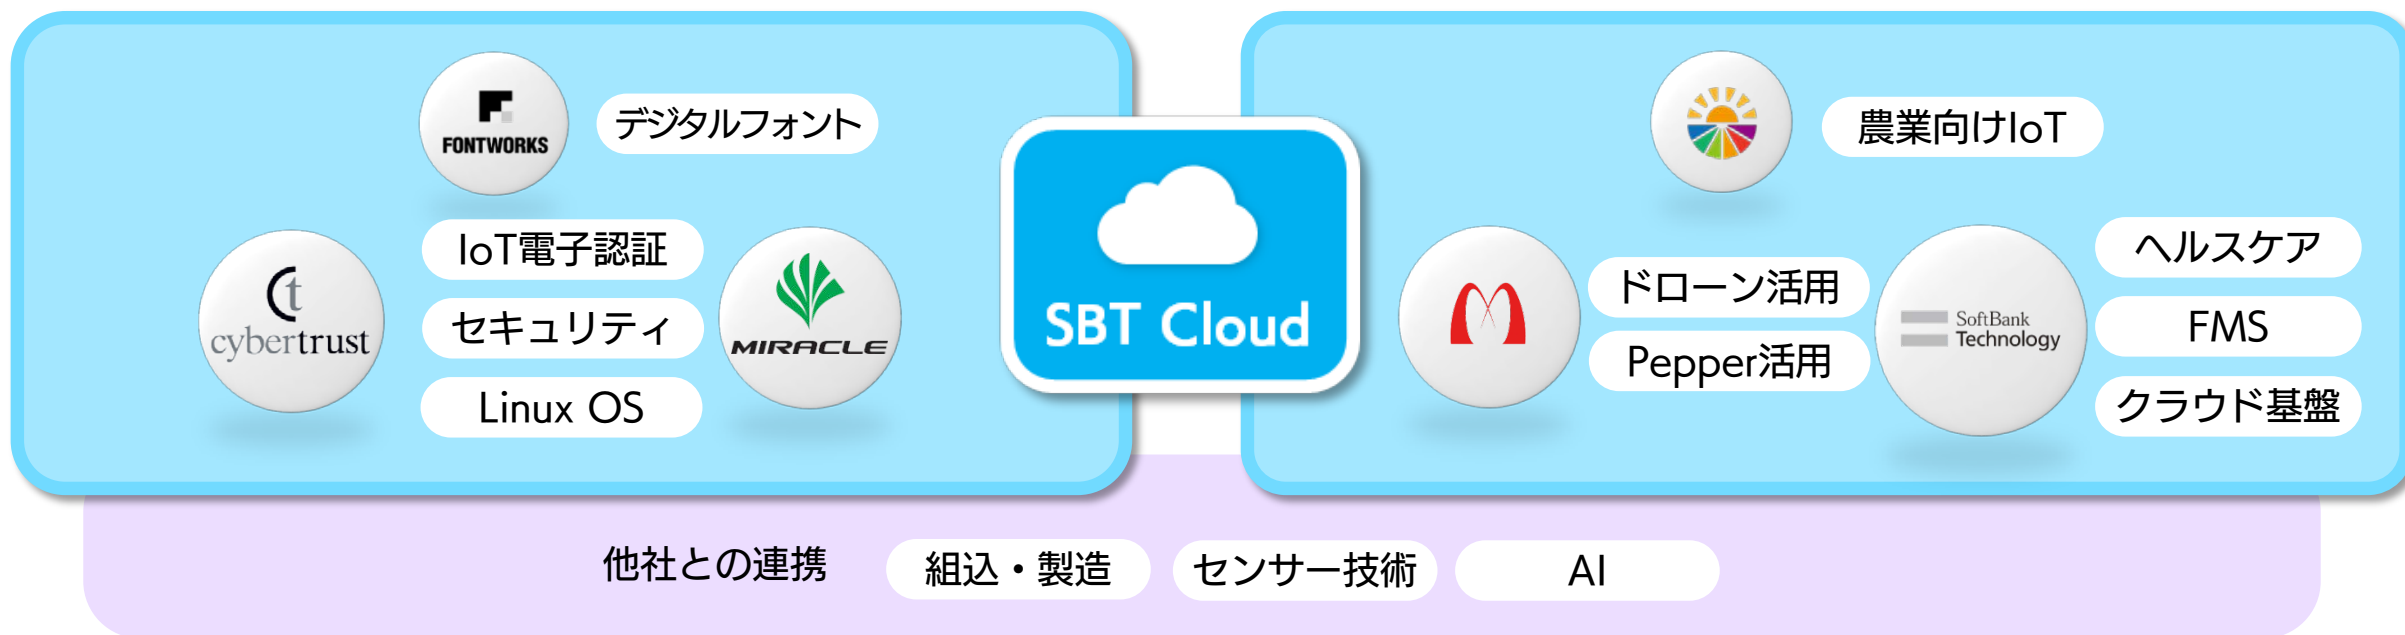 FONTWORKS
デジタルフォント
cybertrust
IoT電子認証
セキュリティ
Linux OS
MIRACLE
SBT Cloud
農業向けIoT
ドローン活用
Pepper活用
SoftBank
Technology
ヘルスケア
FMS
クラウド基盤
他社との連携
組込・製造
センサー技術
AI